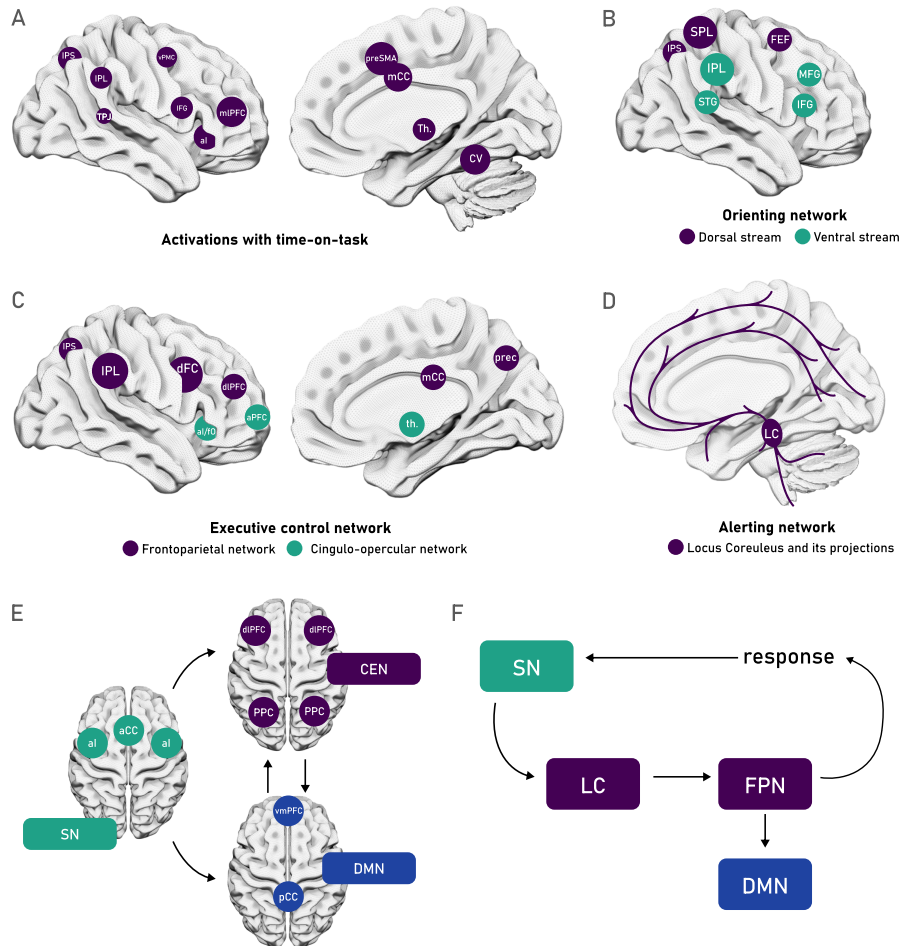 A
IPS
vPMC
IPL
IFG
mlPFC
TPJ
aI
preSMA
mCC
Th.
CV
Activations with time-on-task
B
SPL
FEF
IPS
IPL
MFG
STG
IFG
Orienting network
Dorsal stream
Ventral stream
C
IPS
IPL
dFC
dlPFC
aPFC
aI/fO
prec
mCC
th.
Executive control network
Frontoparietal network
Cingulo-opercular network
D
LC
Alerting network
Locus Coreuleus and its projections
E
dlPFC
dlPFC
CEN
PPC
PPC
aCC
aI
aI
SN
vmPFC
DMN
pCC
F
SN
response
LC
FPN
DMN